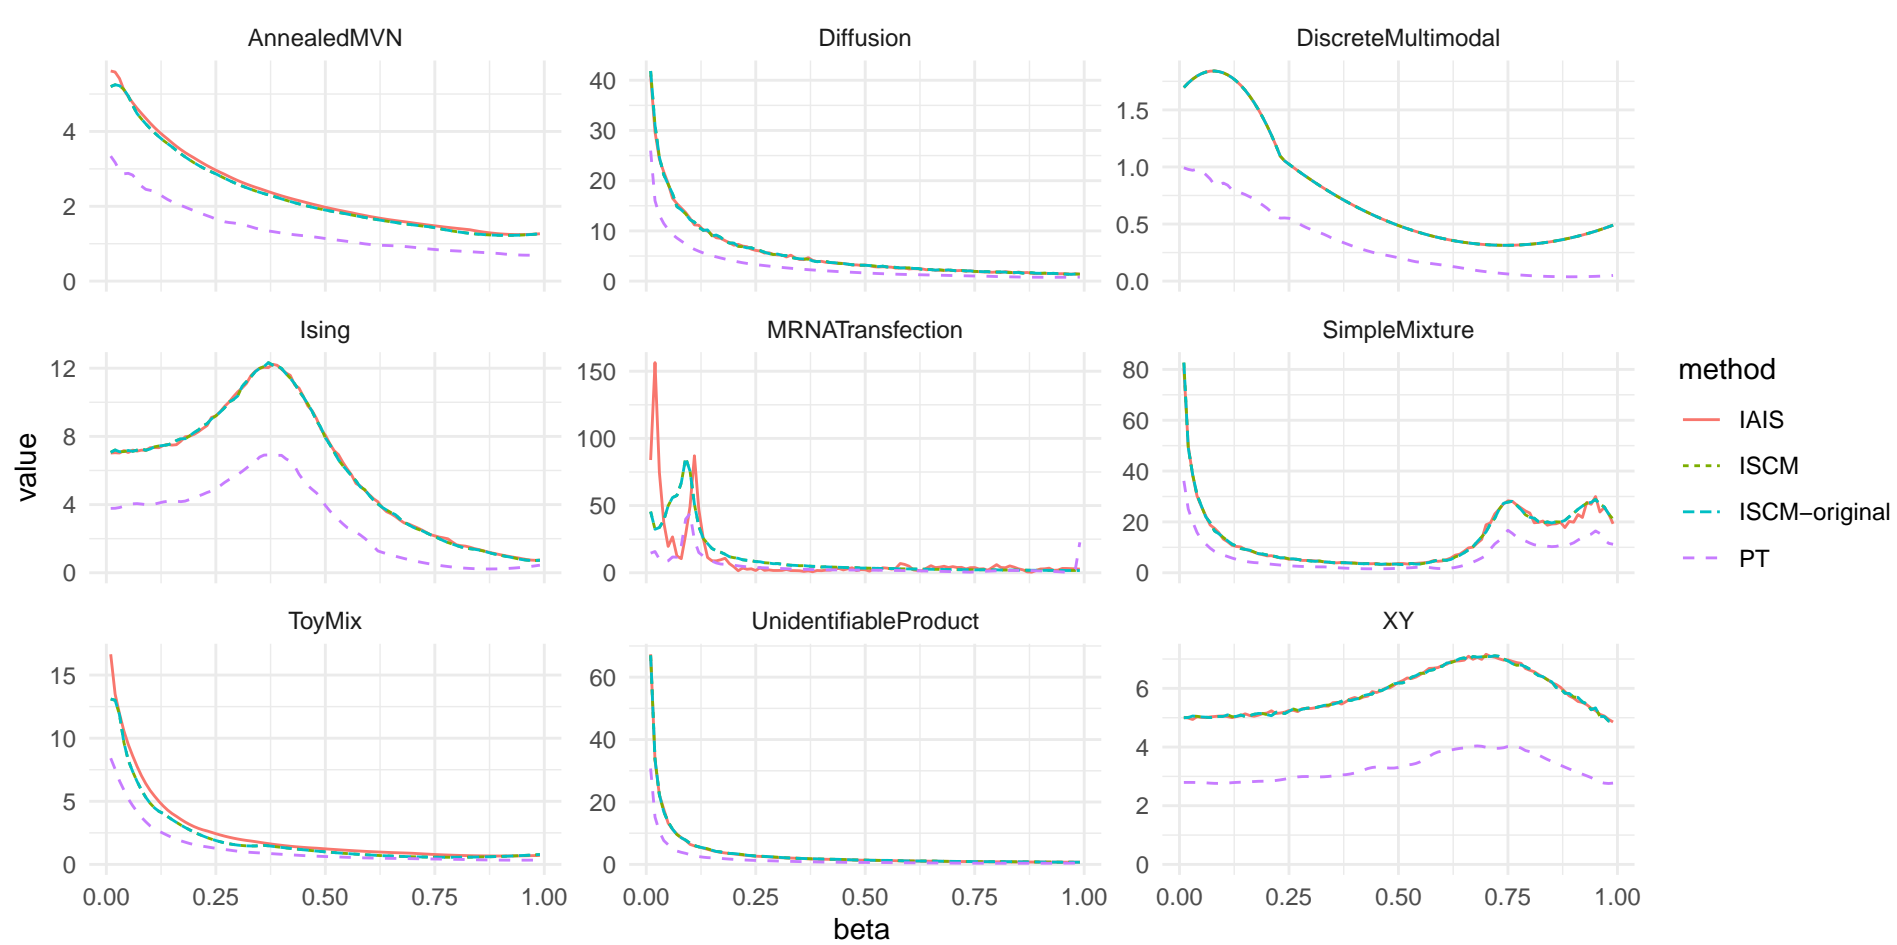 AnnealedMVN
Diffusion
DiscreteMultimodal
4
2
0
40
30
20
10
0
1.5
1.0
0.5
0.0
Ising
MRNATransfection
SimpleMixture
12
8
4
0
150
100
50
0
80
60
40
20
0
ToyMix
UnidentifiableProduct
XY
15
10
5
0
60
40
20
0
6
4
2
0
0.00 0.25 0.50 0.75 1.00
0.00 0.25 0.50 0.75 1.00
0.00 0.25 0.50 0.75 1.00
beta
value
method
IAIS
ISCM
ISCM−original
PT